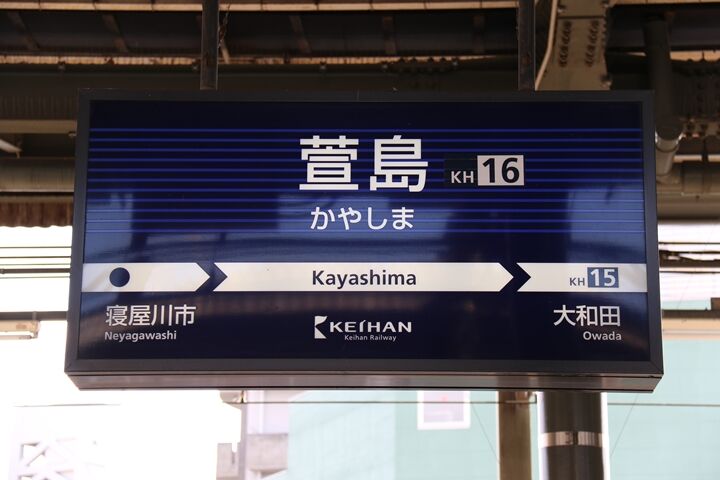 萱島 KH 16
かやしま
Kayashima
KH 15
寝屋川市
Neyagawashi
KEIHAN
Keihan Railway
大和田
Owada